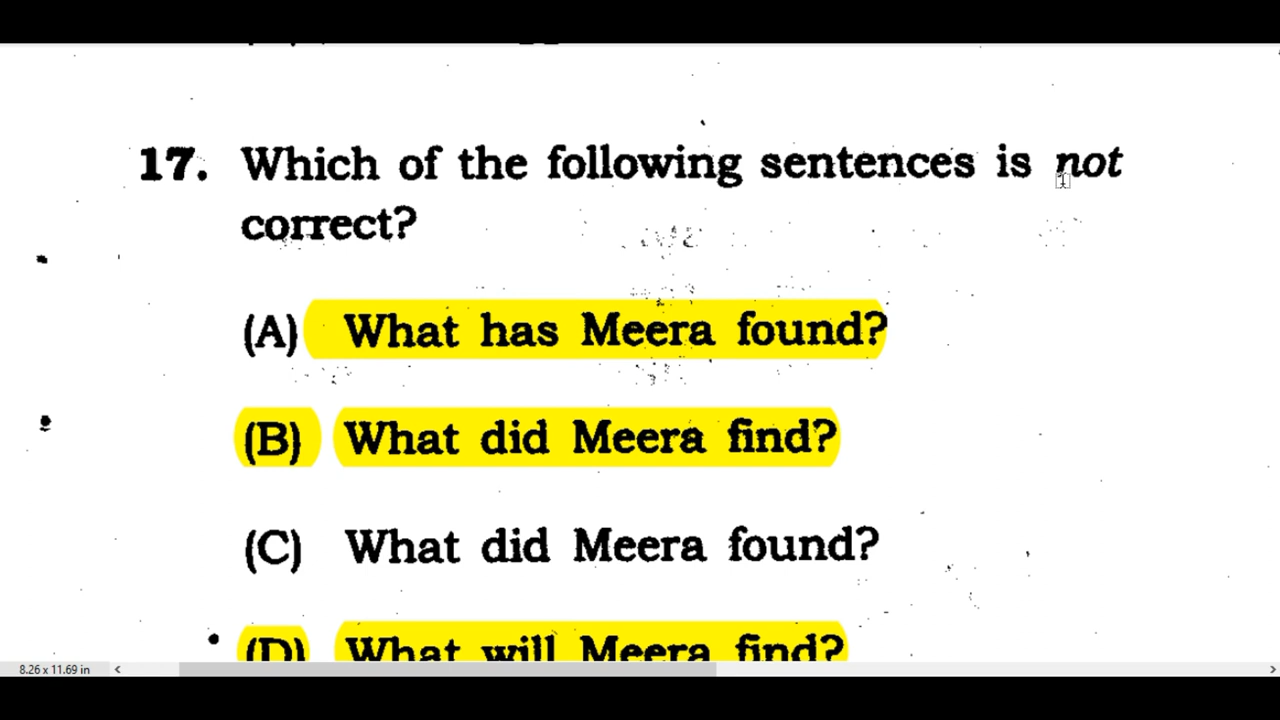 17. Which of the following sentences is not
correct?
(A) What has Meera found?
(B) What did Meera find?
(C) What did Meera found?
(D) What will Meera find?
8.26 x 11.69 in